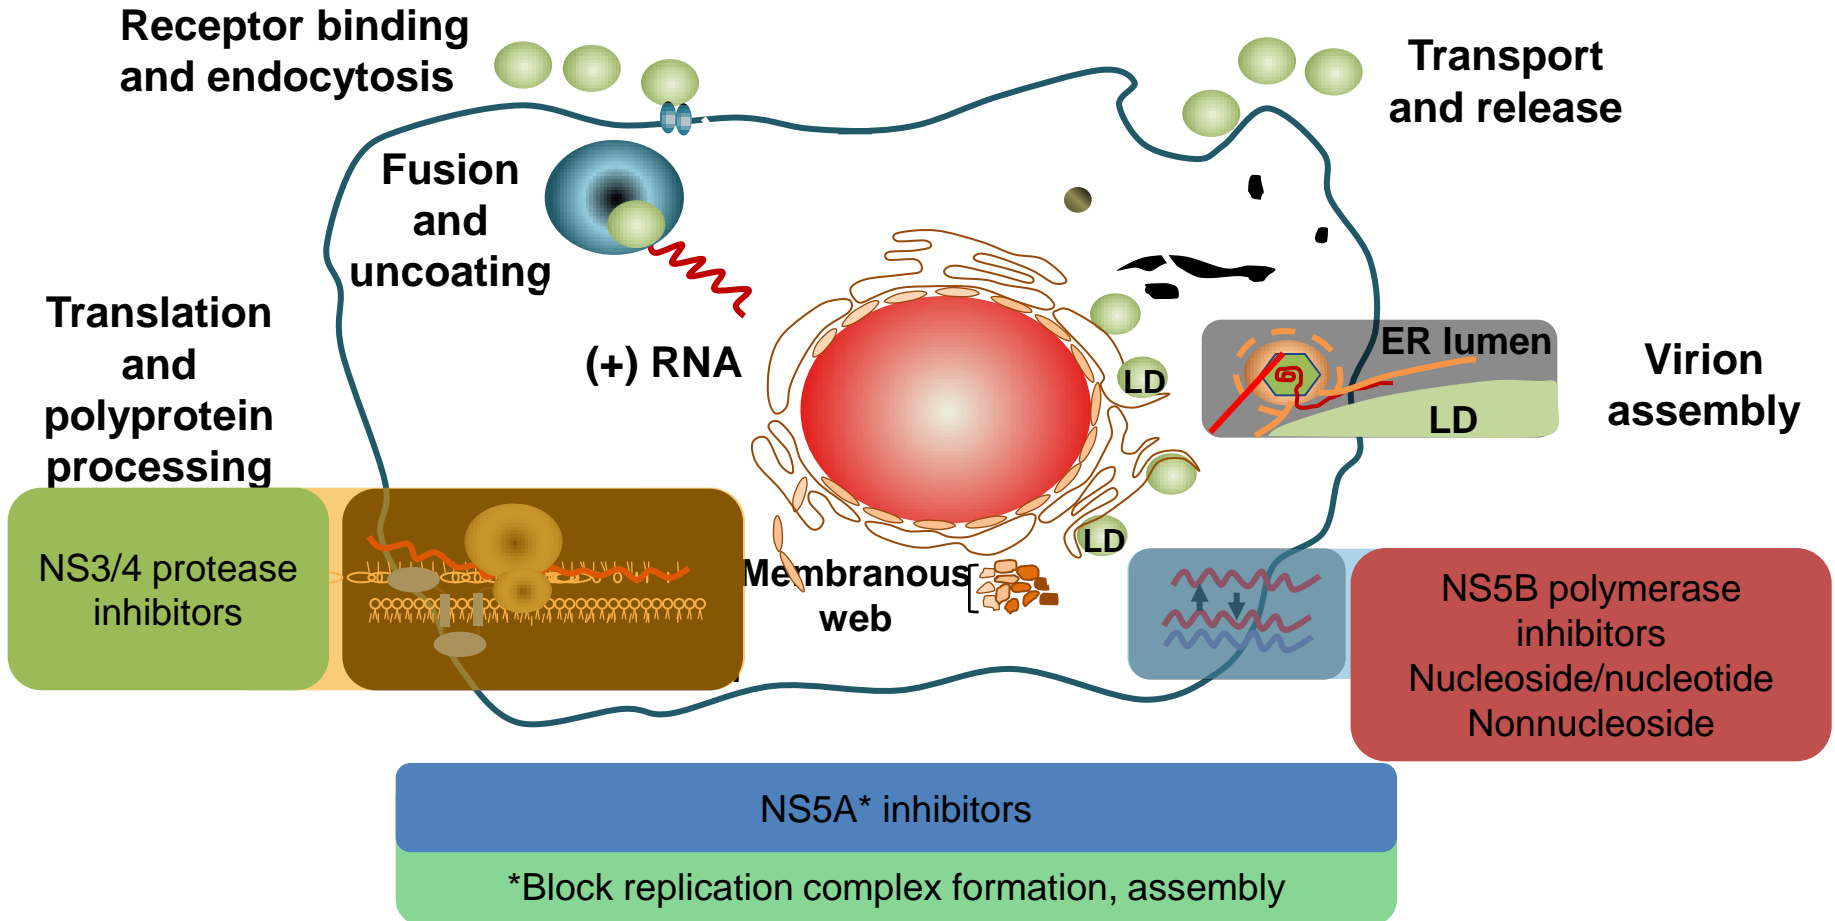 Receptor binding
and endocytosis
Transport
and release
Fusion
and
uncoating
Translation
and
polyprotein
processing
(+) RNA
LD
ER lumen
LD
Virion
assembly
LD
NS3/4 protease
inhibitors
Membranous
web
NS5B polymerase
inhibitors
Nucleoside/nucleotide
Nonnucleoside
NS5A* inhibitors
*Block replication complex formation, assembly